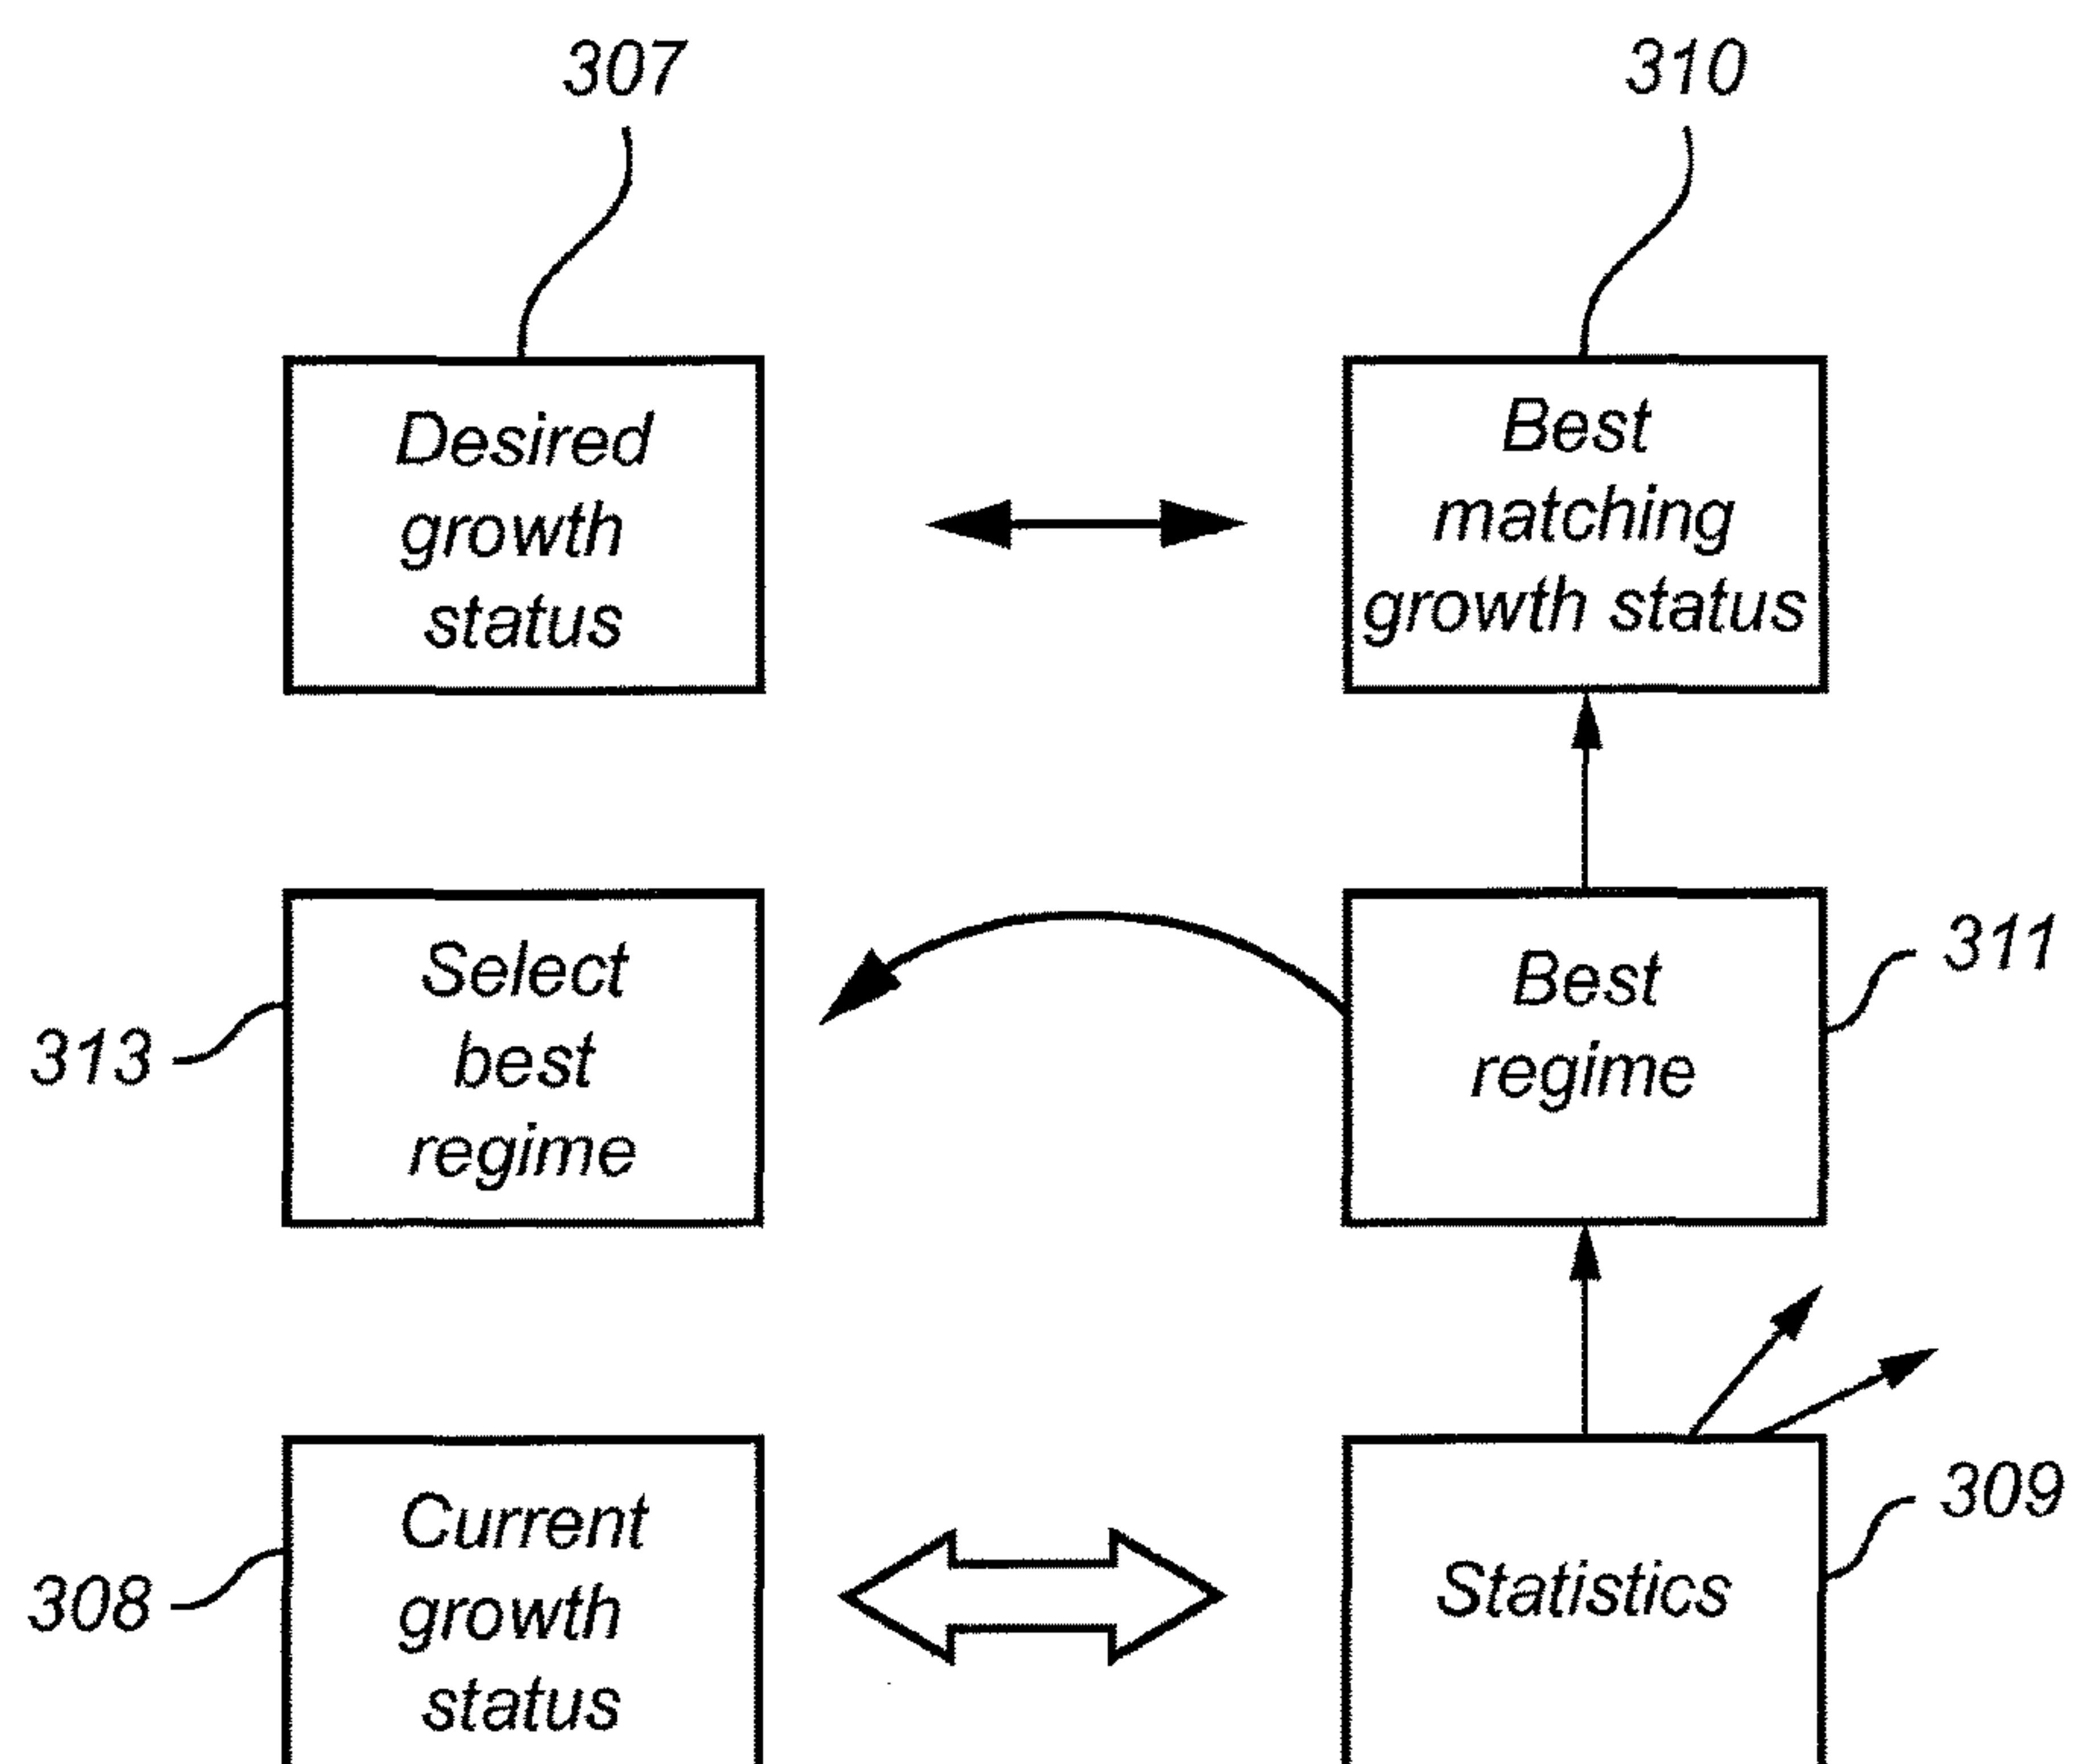 307
310
Desired
growth
status
Best
matching
growth status
Select
best
regime
313
Best
regime
311
Current
growth
status
308
Statistics
309